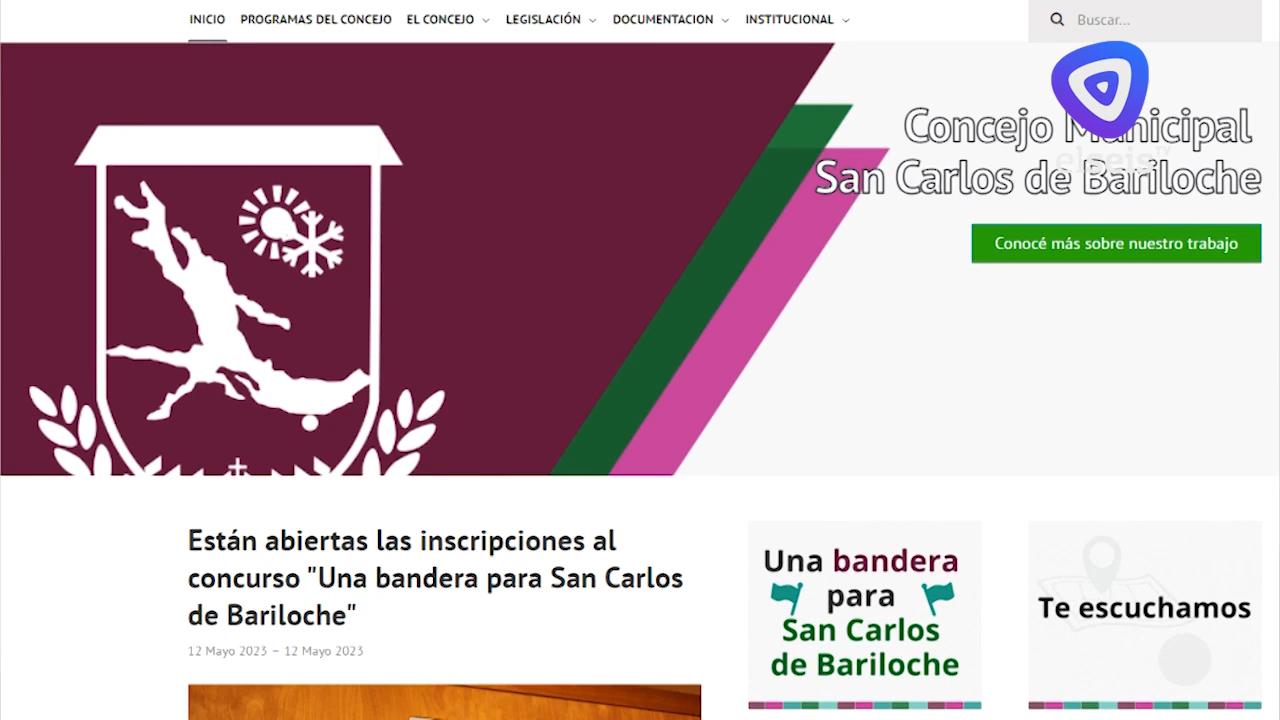 INICIO PROGRAMAS DEL CONCEJO EL CONCEJO LEGISLACIÓN DOCUMENTACION INSTITUCIONAL Buscar...
Concejo Municipal
San Carlos de Bariloche
elseis TV
Conocé más sobre nuestro trabajo
Están abiertas las inscripciones al
concurso "Una bandera para San Carlos
de Bariloche"
12 Mayo 2023 – 12 Mayo 2023
Una bandera
para
San Carlos
de Bariloche
Te escuchamos